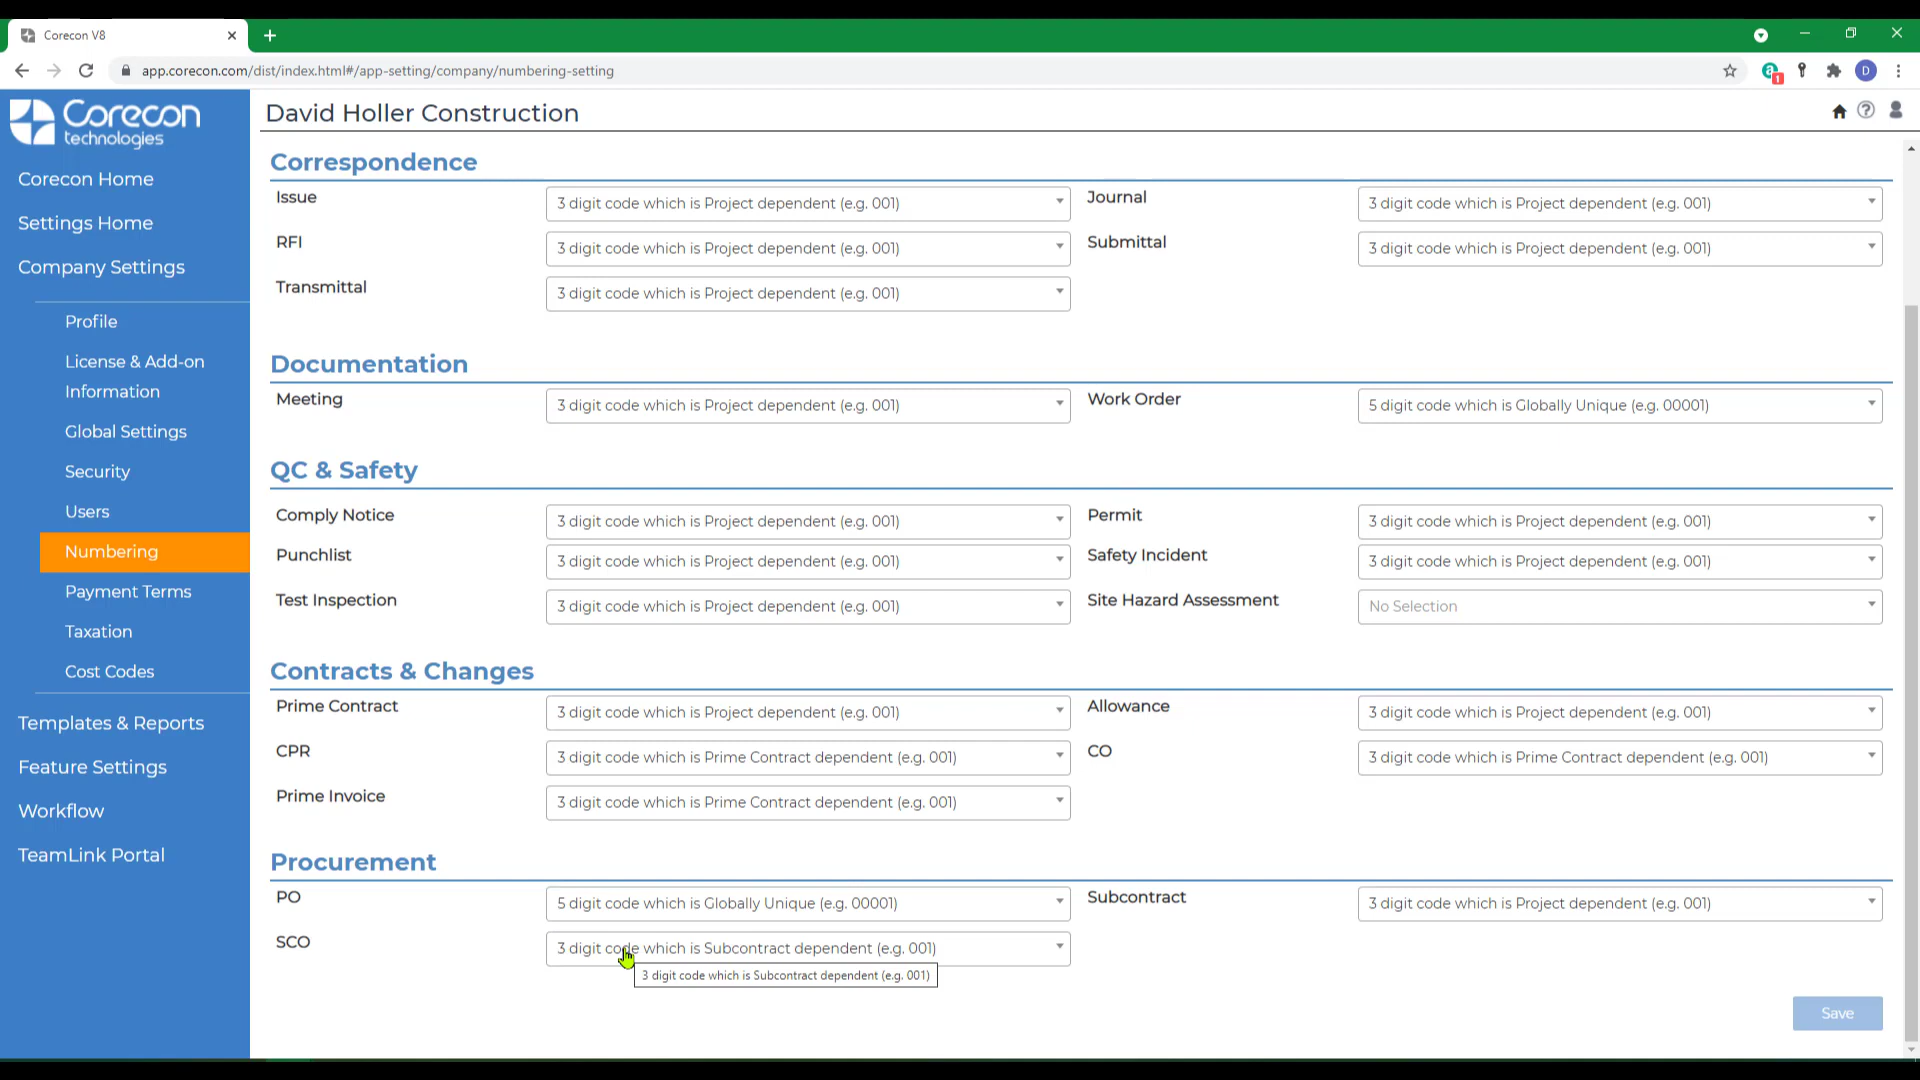 Corecon V8
app.corecon.com/dist/index.html#/app-setting/company/numbering-setting
1
D
Corecon
technologies
David Holler Construction
Corecon Home
Settings Home
Company Settings
Profile
License & Add-on
Information
Global Settings
Security
Users
Numbering
Payment Terms
Taxation
Cost Codes
Templates & Reports
Feature Settings
Workflow
TeamLink Portal
Correspondence
Issue 3 digit code which is Project dependent (e.g. 001) Journal 3 digit code which is Project dependent (e.g. 001)
RFI 3 digit code which is Project dependent (e.g. 001) Submittal 3 digit code which is Project dependent (e.g. 001)
Transmittal 3 digit code which is Project dependent (e.g. 001)
Documentation
Meeting 3 digit code which is Project dependent (e.g. 001) Work Order 5 digit code which is Globally Unique (e.g. 00001)
QC & Safety
Comply Notice 3 digit code which is Project dependent (e.g. 001) Permit 3 digit code which is Project dependent (e.g. 001)
Punchlist 3 digit code which is Project dependent (e.g. 001) Safety Incident 3 digit code which is Project dependent (e.g. 001)
Test Inspection 3 digit code which is Project dependent (e.g. 001) Site Hazard Assessment No Selection
Contracts & Changes
Prime Contract 3 digit code which is Project dependent (e.g. 001) Allowance 3 digit code which is Project dependent (e.g. 001)
CPR 3 digit code which is Prime Contract dependent (e.g. 001) CO 3 digit code which is Prime Contract dependent (e.g. 001)
Prime Invoice 3 digit code which is Prime Contract dependent (e.g. 001)
Procurement
PO 5 digit code which is Globally Unique (e.g. 00001) Subcontract 3 digit code which is Project dependent (e.g. 001)
SCO 3 digit code which is Subcontract dependent (e.g. 001)
3 digit code which is Subcontract dependent (e.g. 001)
Save